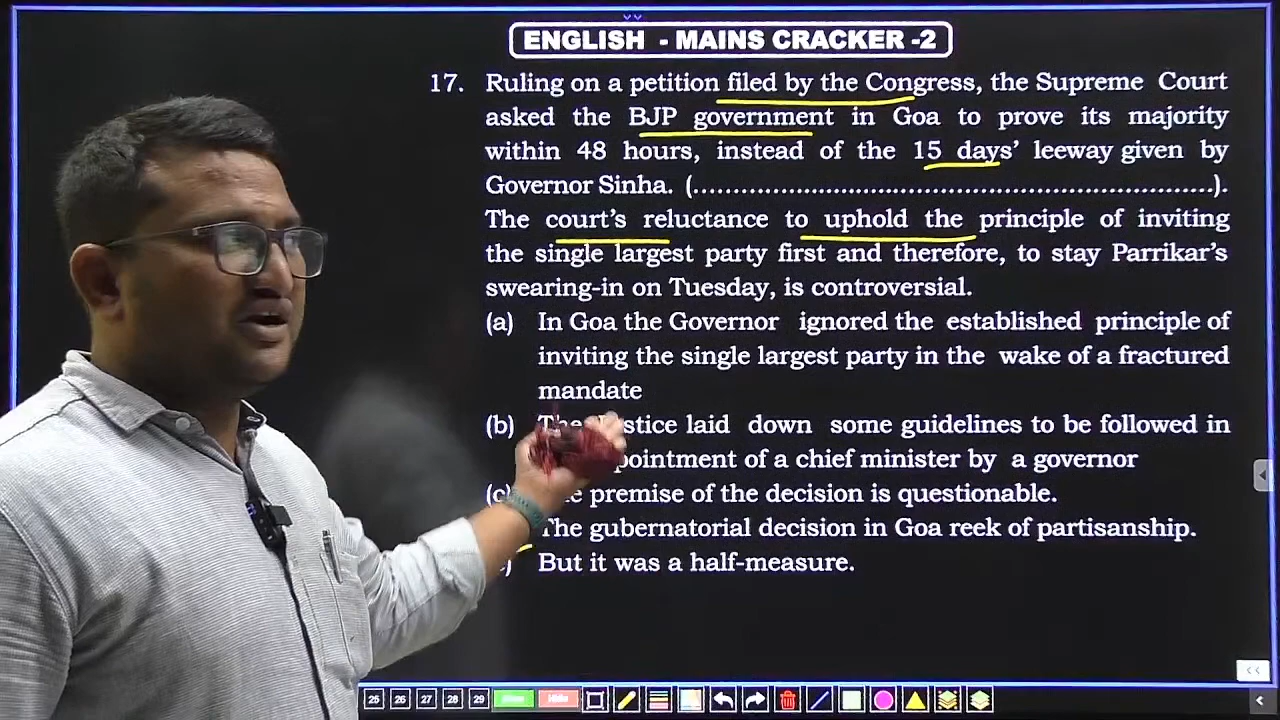 ENGLISH - MAINS CRACKER -2
17. Ruling on a petition filed by the Congress, the Supreme Court
asked the BJP government in Goa to prove its majority
within 48 hours, instead of the 15 days' leeway given by
Governor Sinha. (.................................................................).
The court's reluctance to uphold the principle of inviting
the single largest party first and therefore, to stay Parrikar's
swearing-in on Tuesday, is controversial.
(a) In Goa the Governor ignored the established principle of
inviting the single largest party in the wake of a fractured
mandate
(b) laid down some guidelines to be followed in
of a chief minister by a governor
premise of the decision is questionable.
The gubernatorial decision in Goa reek of partisanship.
But it was a half-measure.
25 26 27 28 29